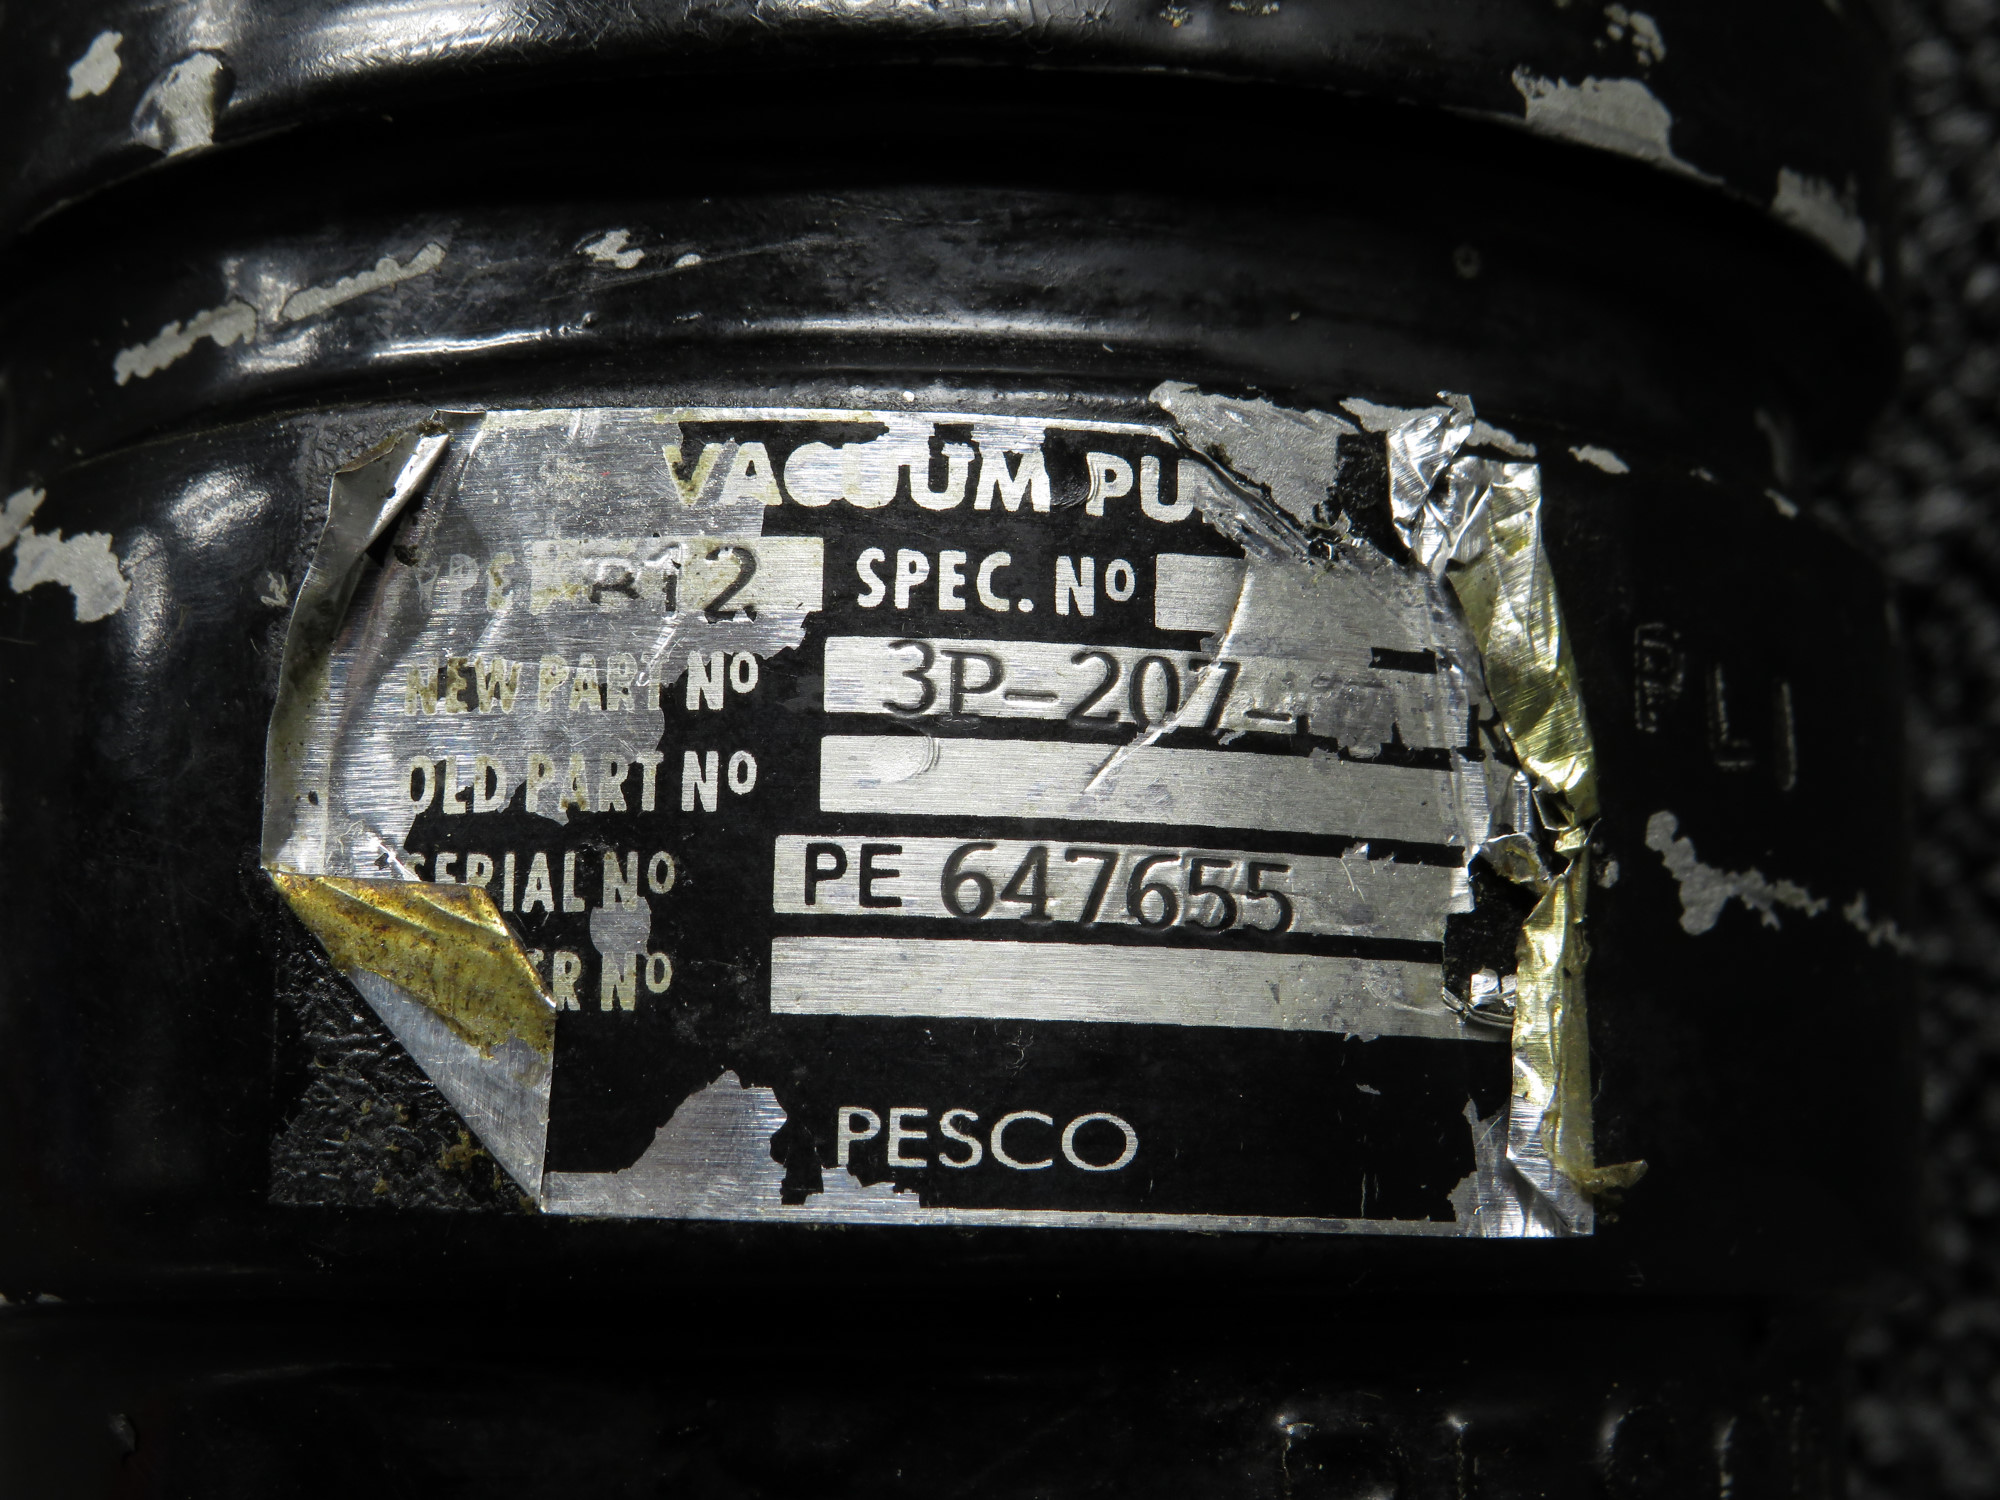 VACUUM PU
TYPE B12 SPEC. Nº
NEW PART Nº 3P-207-
OLD PART Nº
SERIAL Nº PE 647655
ER Nº
PESCO